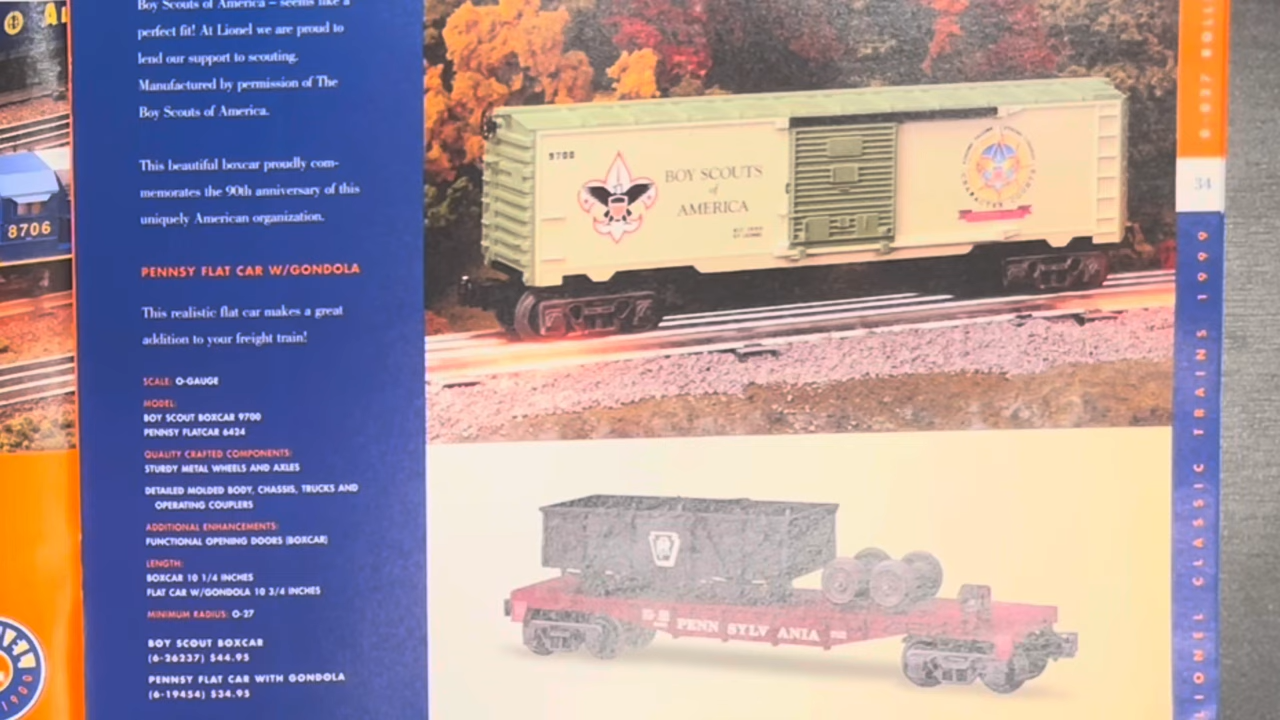 Boy Scouts of America – seems like a
perfect fit! At Lionel we are proud to
lend our support to scouting.
Manufactured by permission of The
Boy Scouts of America.
This beautiful boxcar proudly com-
memorates the 90th anniversary of this
uniquely American organization.
PENNSY FLAT CAR W/GONDOLA
This realistic flat car makes a great
addition to your freight train!
SCALE: O-GAUGE
MODEL:
BOY SCOUT BOXCAR 9700
PENNSY FLATCAR 6424
QUALITY CRAFTED COMPONENTS:
STURDY METAL WHEELS AND AXLES
DETAILED MOLDED BODY, CHASSIS, TRUCKS AND
OPERATING COUPLERS
ADDITIONAL ENHANCEMENTS:
FUNCTIONAL OPENING DOORS (BOXCAR)
LENGTH:
BOXCAR 10 1/4 INCHES
FLAT CAR W/GONDOLA 10 3/4 INCHES
MINIMUM RADIUS: O-27
BOY SCOUT BOXCAR
(6-26237) $44.95
PENNSY FLAT CAR WITH GONDOLA
(6-19454) $34.95
8706
9700
BOY SCOUTS
of
AMERICA
CHARACTER COUNTS
PENN SYLV ANIA
34
LIONEL CLASSIC TRAINS 1999